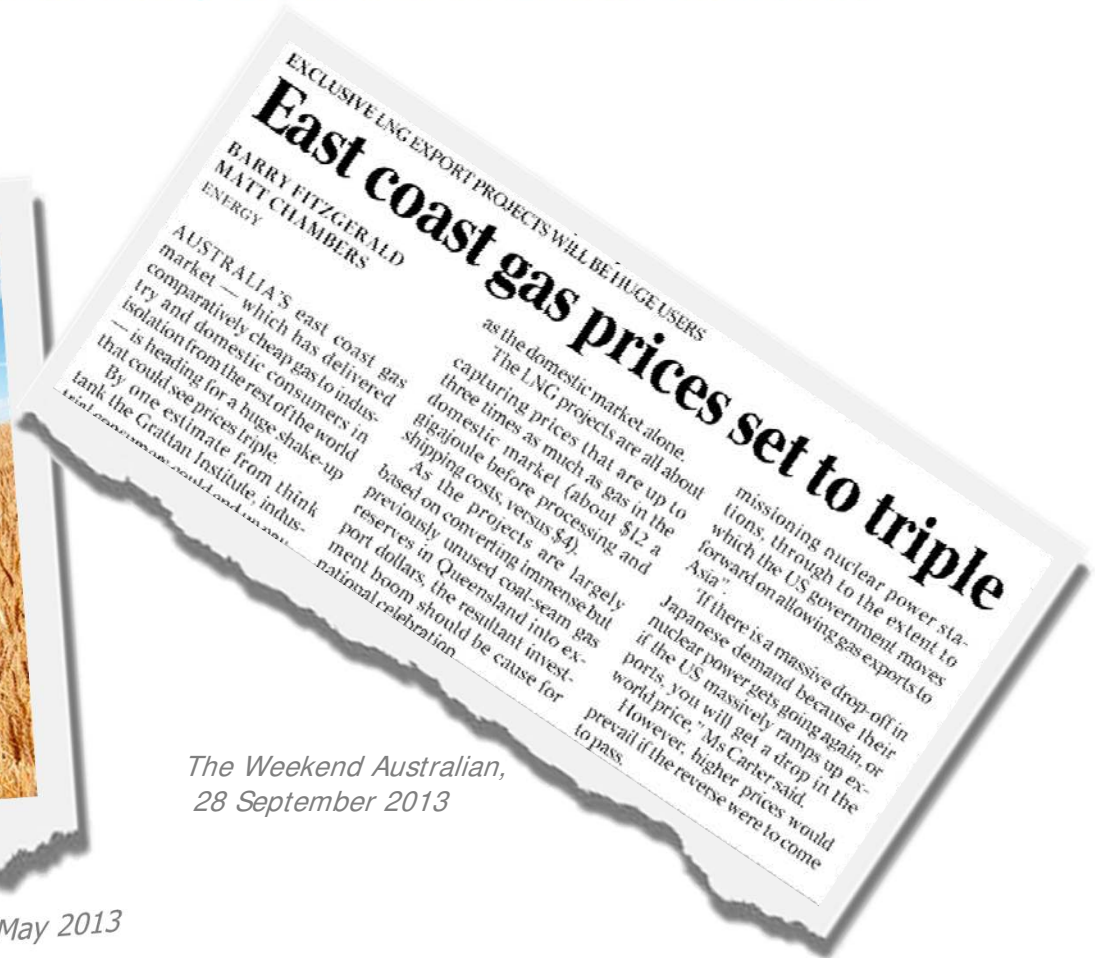 EXCLUSIVE LNG EXPORT PROJECTS WILL BE HUGE USERS
East coast gas prices set to triple
BARRY FITZGERALD
MATT CHAMBERS
ENERGY
AUSTRALIA'S east coast gas
market — which has delivered
comparatively cheap gas to indus-
try and domestic consumers in
isolation from the rest of the world
— is heading for a huge shake-up
that could see prices triple.
By one estimate from think
tank the Grattan Institute, indus-
as the domestic market alone.
The LNG projects are all about
capturing prices that are up to
three times as much as gas in the
domestic market (about $12 a
gigajoule before processing and
shipping costs, versus $4).
As the projects are largely
based on converting immense but
previously unused coal-seam gas
reserves in Queensland into ex-
port dollars, the resultant invest-
ment boom should be cause for
national celebration.
missioning nuclear power sta-
tions, through to the extent to
which the US government moves
forward on allowing gas exports to
Asia".
"If there is a massive drop-off in
Japanese demand because their
nuclear power gets going again, or
if the US massively ramps up ex-
ports, you will get a drop in the
world price," Ms Carter said.
However, higher prices would
prevail if the reverse were to come
to pass.
The Weekend Australian,
28 September 2013
May 2013